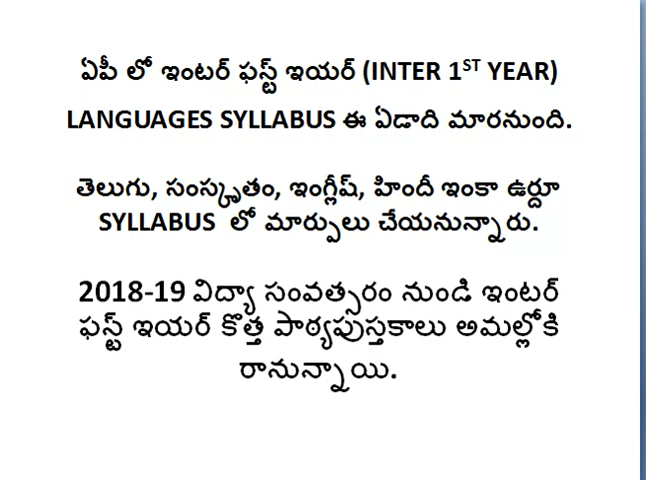 ఏపీ లో ఇంటర్ ఫస్ట్ ఇయర్ (INTER 1ST YEAR)
LANGUAGES SYLLABUS ఈ ఏడాది మారనుంది.
తెలుగు, సంస్కృతం, ఇంగ్లీష్, హిందీ ఇంకా ఉర్దూ
SYLLABUS లో మార్పులు చేయనున్నారు.
2018-19 విద్యా సంవత్సరం నుండి ఇంటర్
ఫస్ట్ ఇయర్ కొత్త పాఠ్యపుస్తకాలు అమల్లోకి
రానున్నాయి.